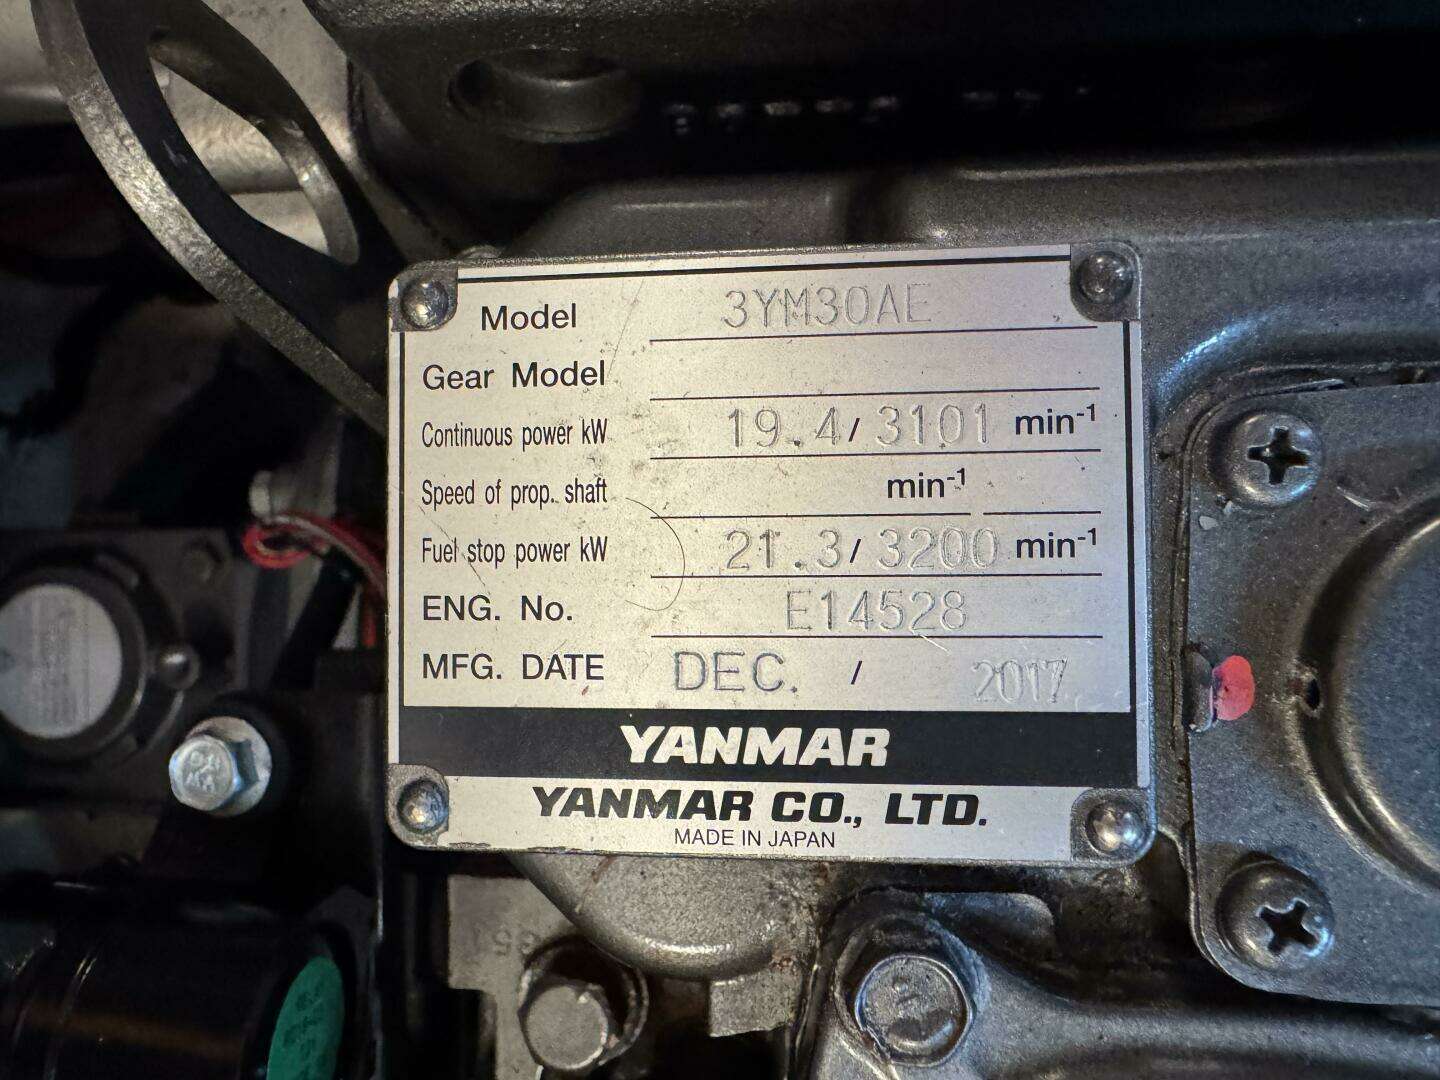 Model 3YM30AE
Gear Model
Continuous power kW 19.4/3101 min-1
Speed of prop. shaft min-1
Fuel stop power kW 21.3/3200 min-1
ENG. No. E14528
MFG. DATE DEC. / 2017
YANMAR
YANMAR CO., LTD.
MADE IN JAPAN